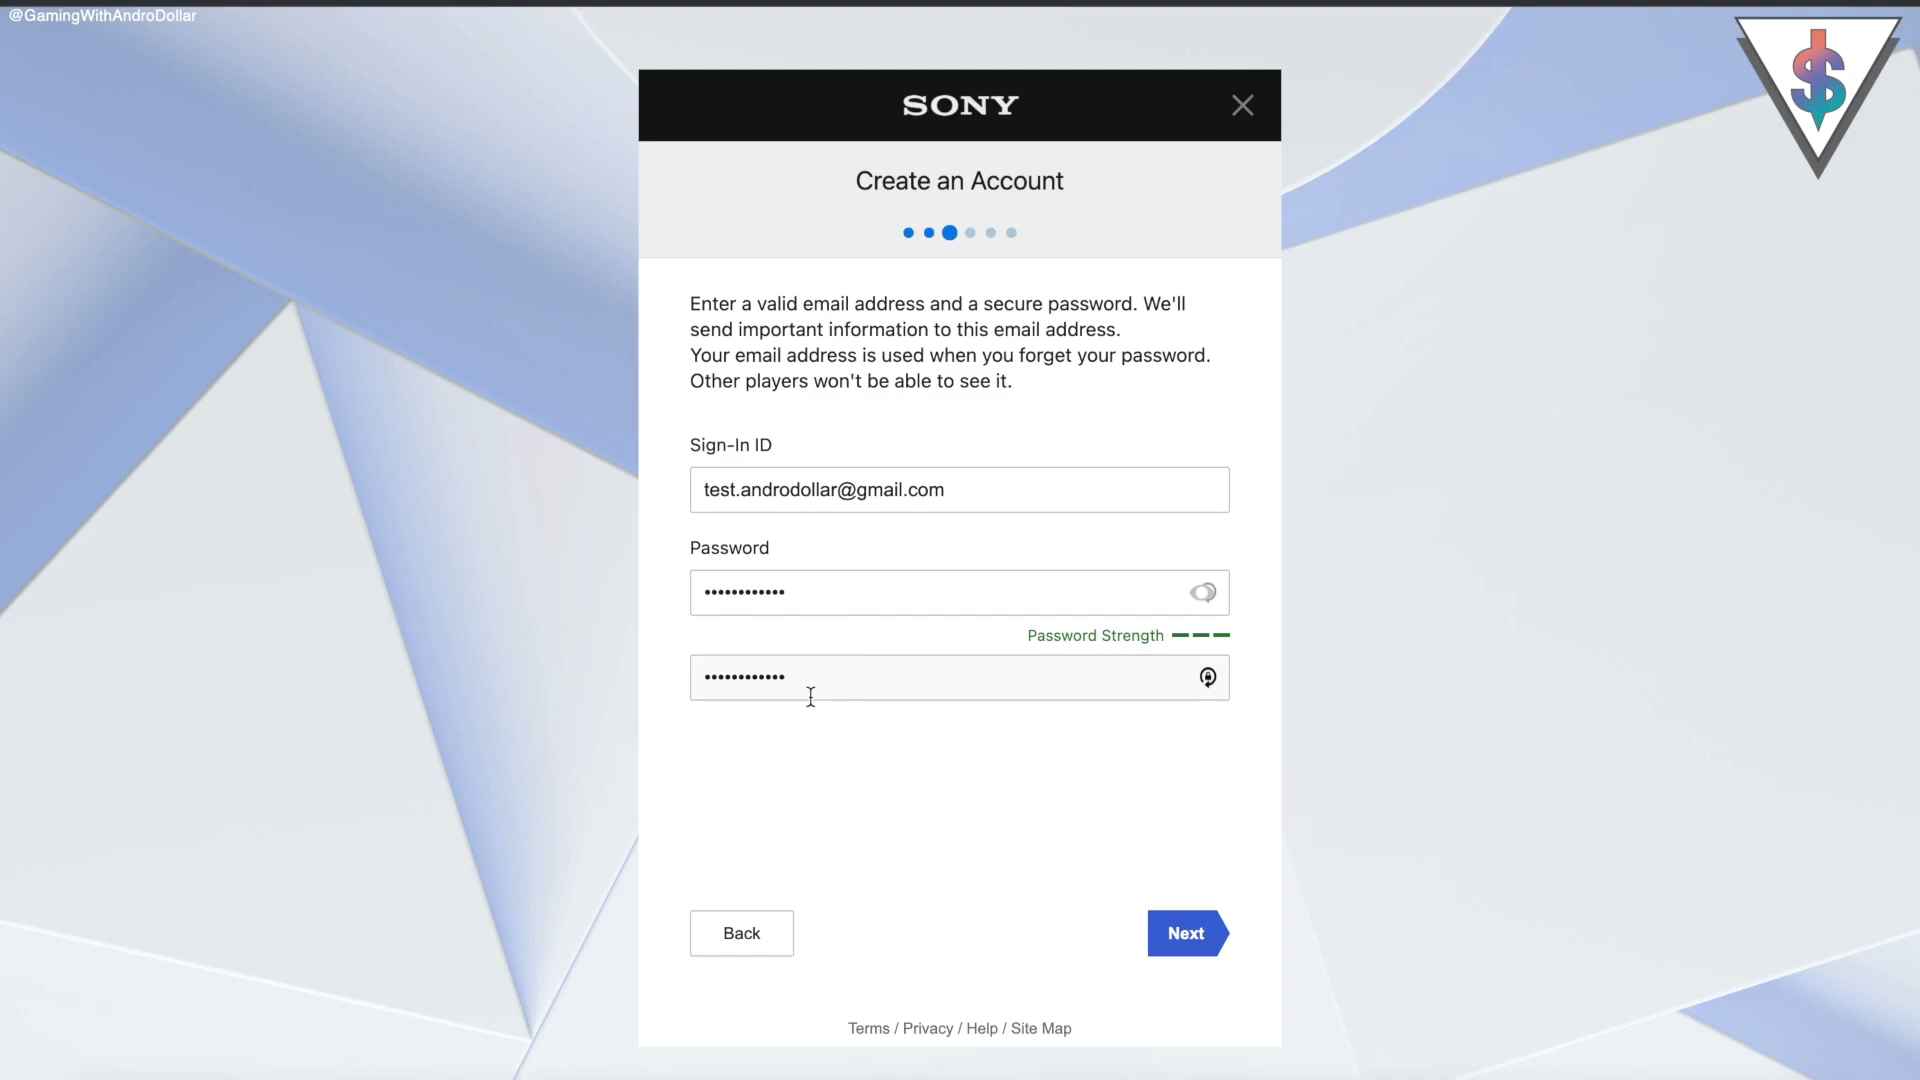 @GamingWithAndroDollar
SONY
Create an Account
Enter a valid email address and a secure password. We'll
send important information to this email address.
Your email address is used when you forget your password.
Other players won't be able to see it.
Sign-In ID
test.androdollar@gmail.com
Password
••••••••••••
Password Strength
••••••••••••
Back
Next
Terms / Privacy / Help / Site Map